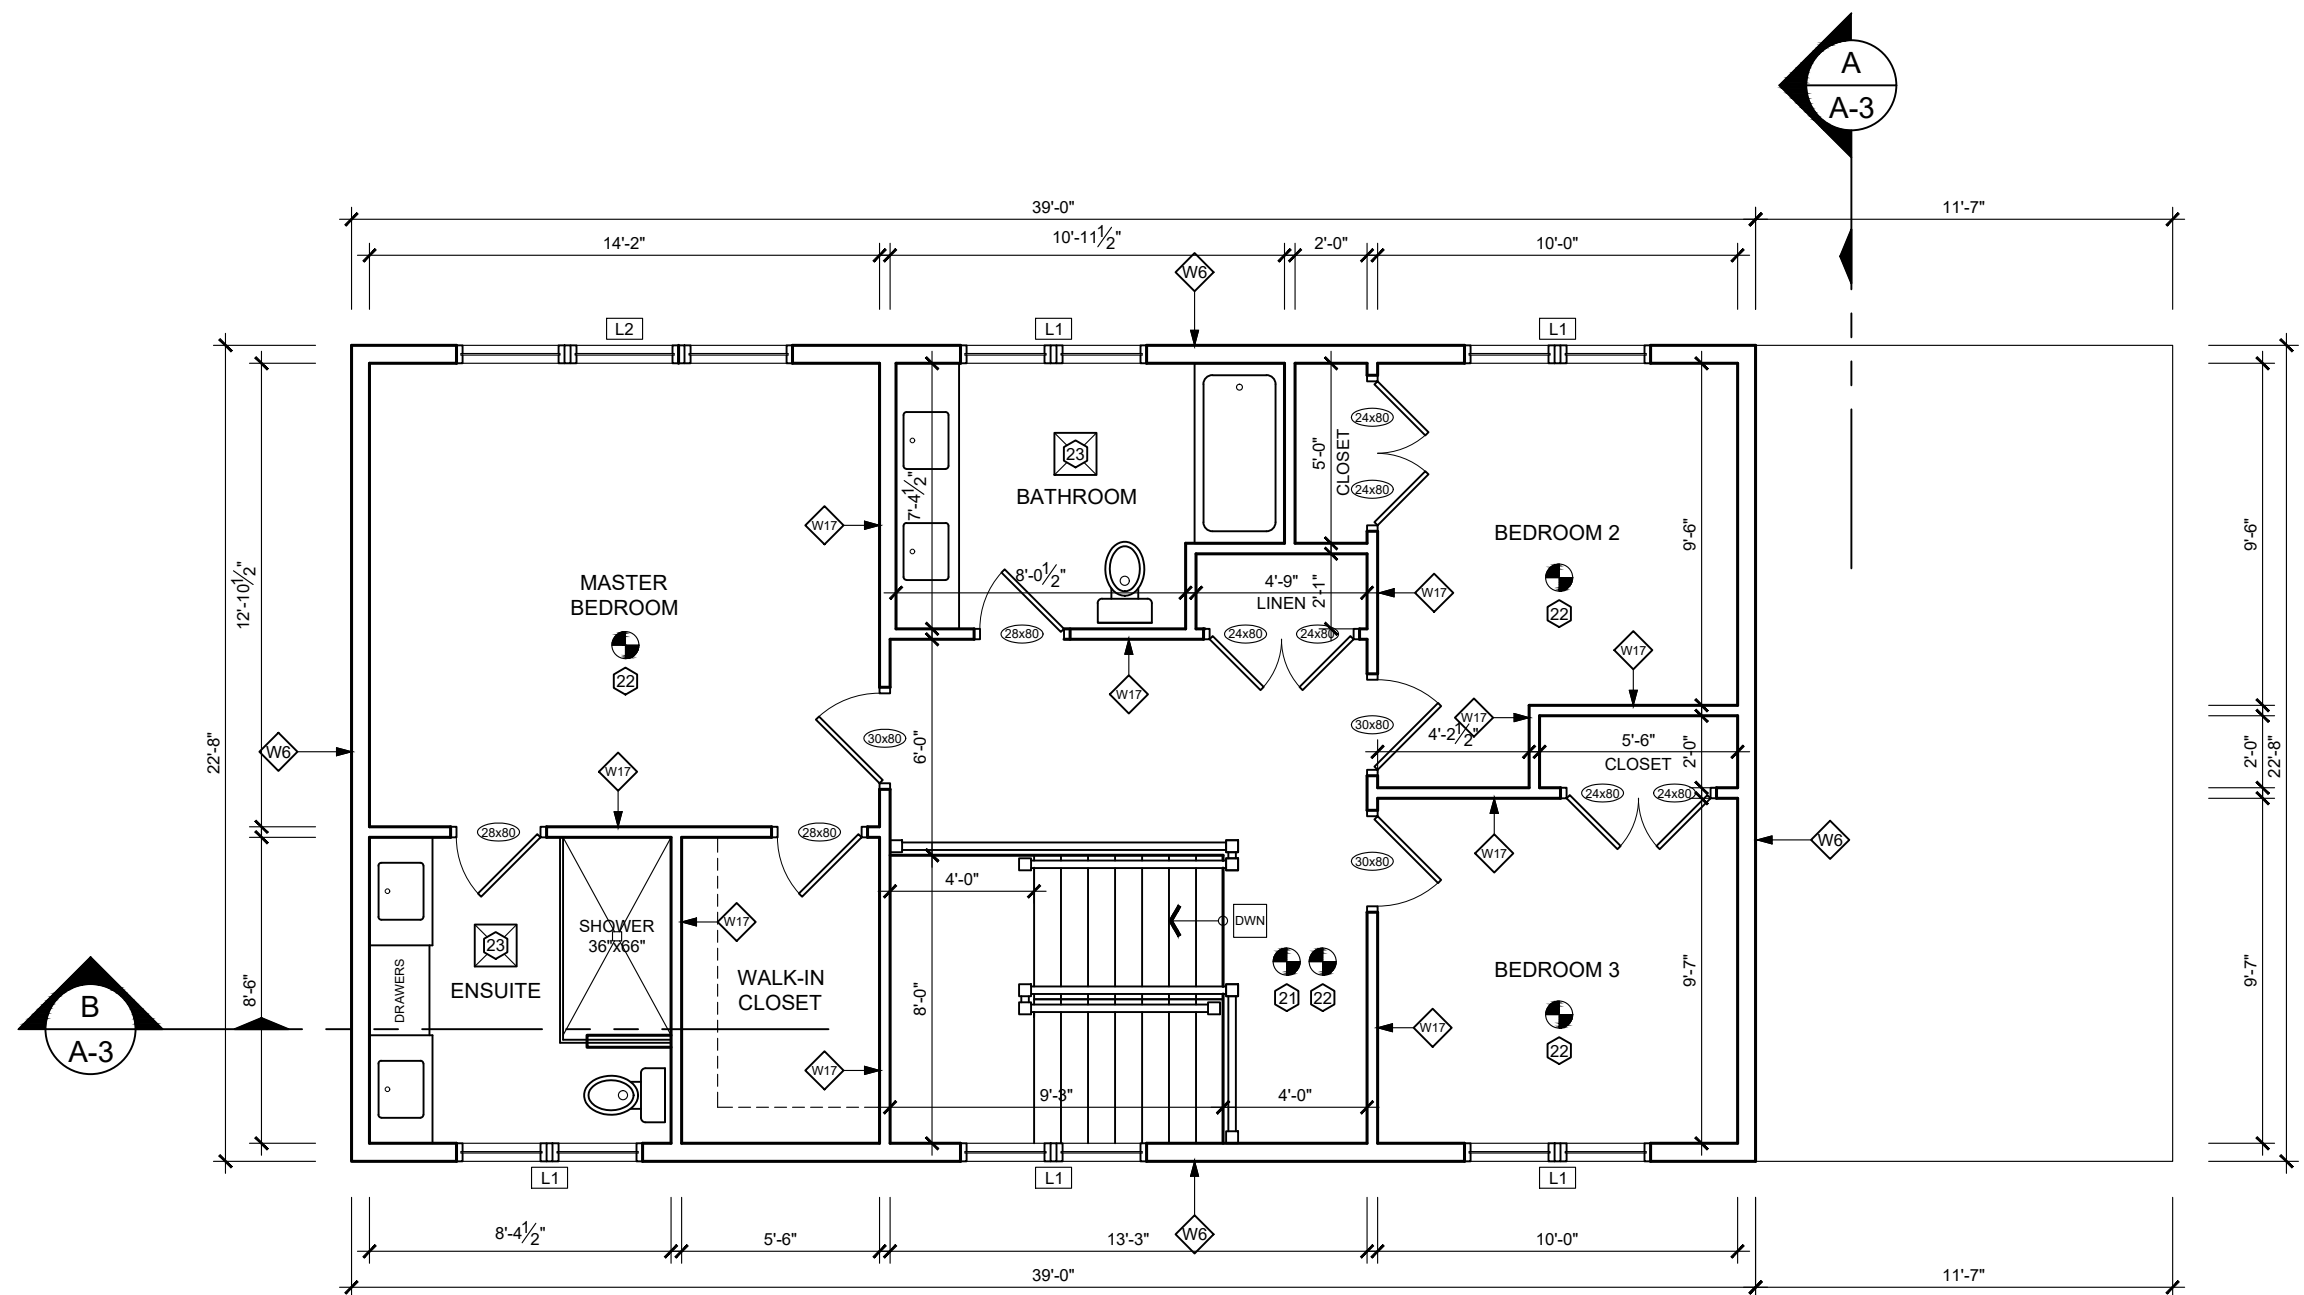 A
A-3
39'-0"
11'-7"
14'-2"
10'-11½"
2'-0"
10'-0"
W6
L2
L1
L1
24x80
23
5'-0"
CLOSET
24x80
7'-4½"
BATHROOM
W17
BEDROOM 2
9'-6"
9'-6"
MASTER
BEDROOM
12'-10½"
8'-0½"
4'-9"
LINEN
2'-1"
W17
22
28x80
24x80
24x80
22
W17
W17
W17
4'-2½"
30x80
30x80
6'-0"
5'-6"
CLOSET
2'-0"
2'-0"
22'-8"
22'-8"
W6
W17
24x80
24x80
28x80
28x80
W17
W6
30x80
4'-0"
SHOWER
36"x66"
W17
DWN
23
ENSUITE
DRAWERS
WALK-IN
CLOSET
8'-6"
8'-0"
21
22
BEDROOM 3
9'-7"
9'-7"
B
A-3
W17
22
W17
9'-3"
4'-0"
L1
L1
L1
8'-4½"
5'-6"
13'-3"
W6
10'-0"
39'-0"
11'-7"